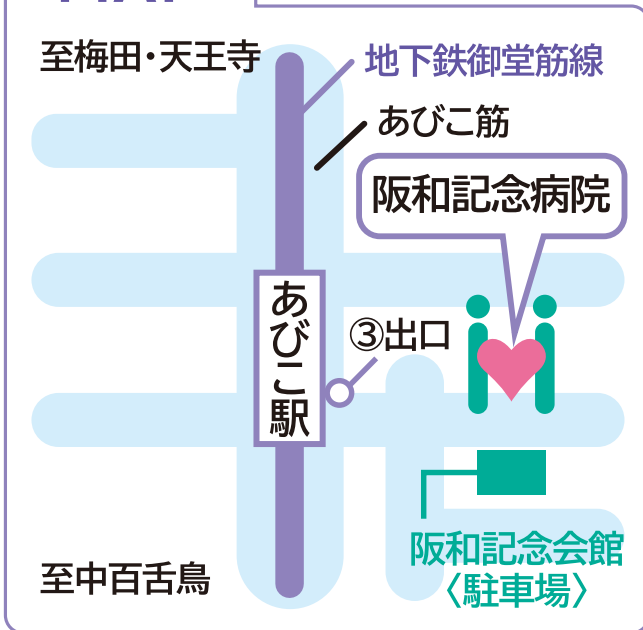 至梅田・天王寺
地下鉄御堂筋線
あびこ筋
阪和記念病院
あびこ駅
③出口
阪和記念会館
〈駐車場〉
至中百舌鳥